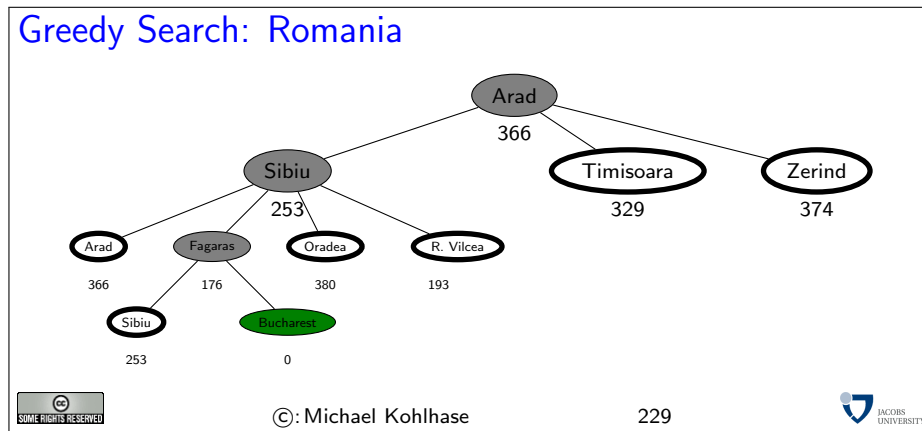 Greedy Search: Romania
Arad
366
Sibiu
Timisoara
Zerind
253
329
374
Arad
Fagaras
Oradea
R. Vilcea
366
176
380
193
Sibiu
Bucharest
253
0
cc
SOME RIGHTS RESERVED
©: Michael Kohlhase
229
JACOBS
UNIVERSITY